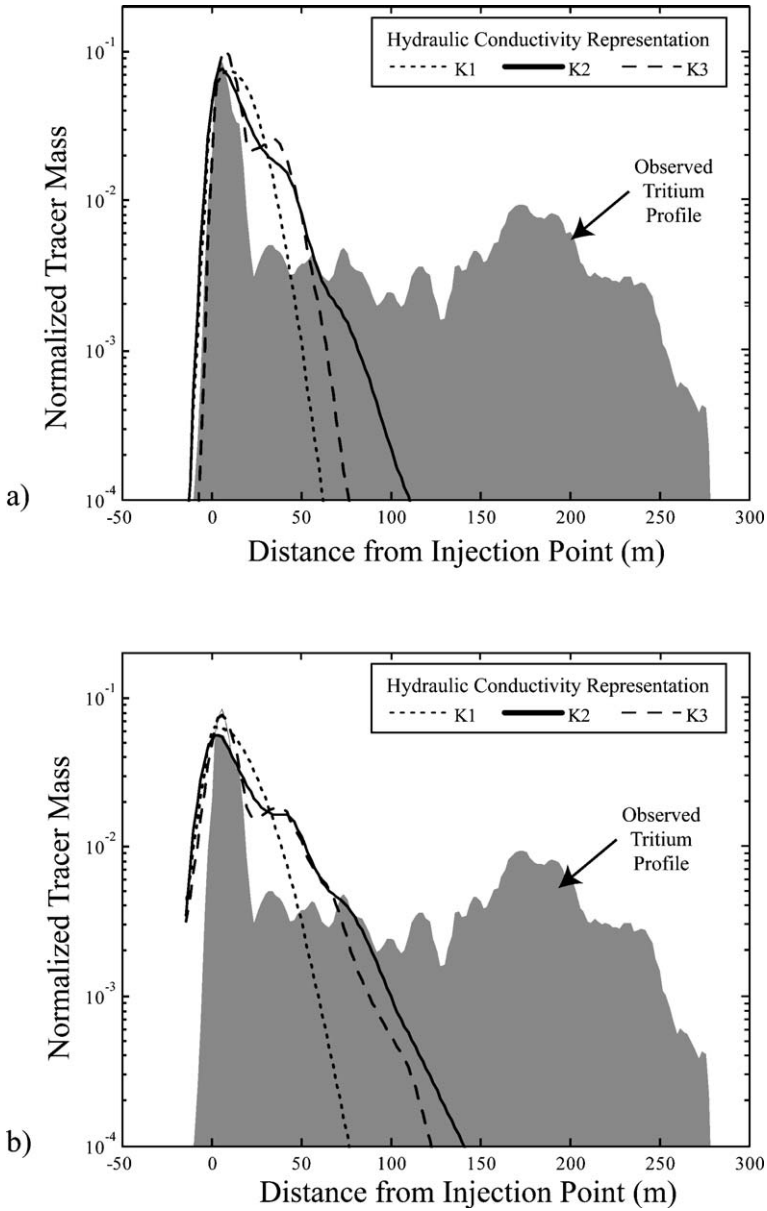 Hydraulic Conductivity Representation
K1 K2 K3
Observed
Tritium
Profile
Normalized Tracer Mass
10-1
10-2
10-3
10-4
-50 0 50 100 150 200 250 300
Distance from Injection Point (m)
a)
Hydraulic Conductivity Representation
K1 K2 K3
Observed
Tritium
Profile
Normalized Tracer Mass
10-1
10-2
10-3
10-4
-50 0 50 100 150 200 250 300
Distance from Injection Point (m)
b)